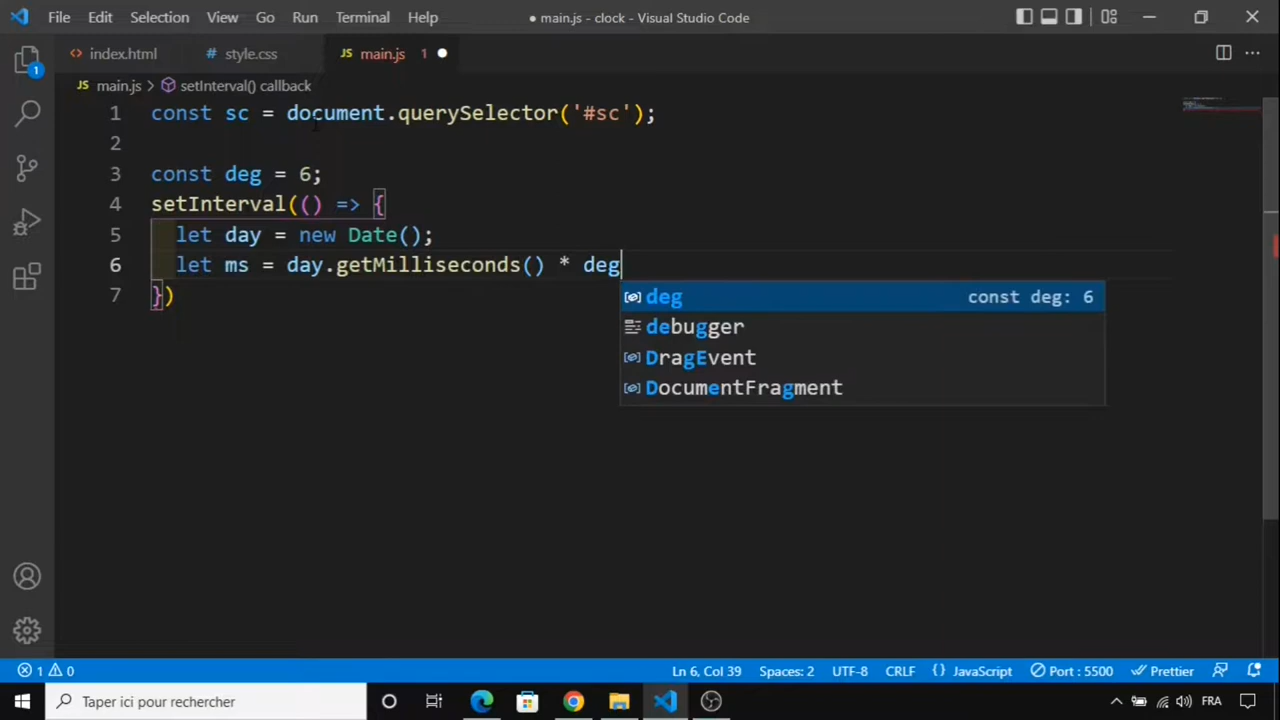 File Edit Selection View Go Run Terminal Help
● main.js - clock - Visual Studio Code
<> index.html # style.css JS main.js 1 ●
JS main.js > setInterval() callback
1 const sc = document.querySelector('#sc');
2
3 const deg = 6;
4 setInterval(() => {
5 let day = new Date();
6 let ms = day.getMilliseconds() * deg
7 })
deg const deg: 6
debugger
DragEvent
DocumentFragment
1
1 0 Ln 6, Col 39 Spaces: 2 UTF-8 CRLF {} JavaScript Port : 5500 Prettier
Taper ici pour rechercher FRA